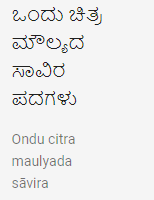 ಒಂದು ಚಿತ್ರ
ಮೌಲ್ಯದ
ಸಾವಿರ
ಪದಗಳು
Ondu citra
maulyada
sāvira